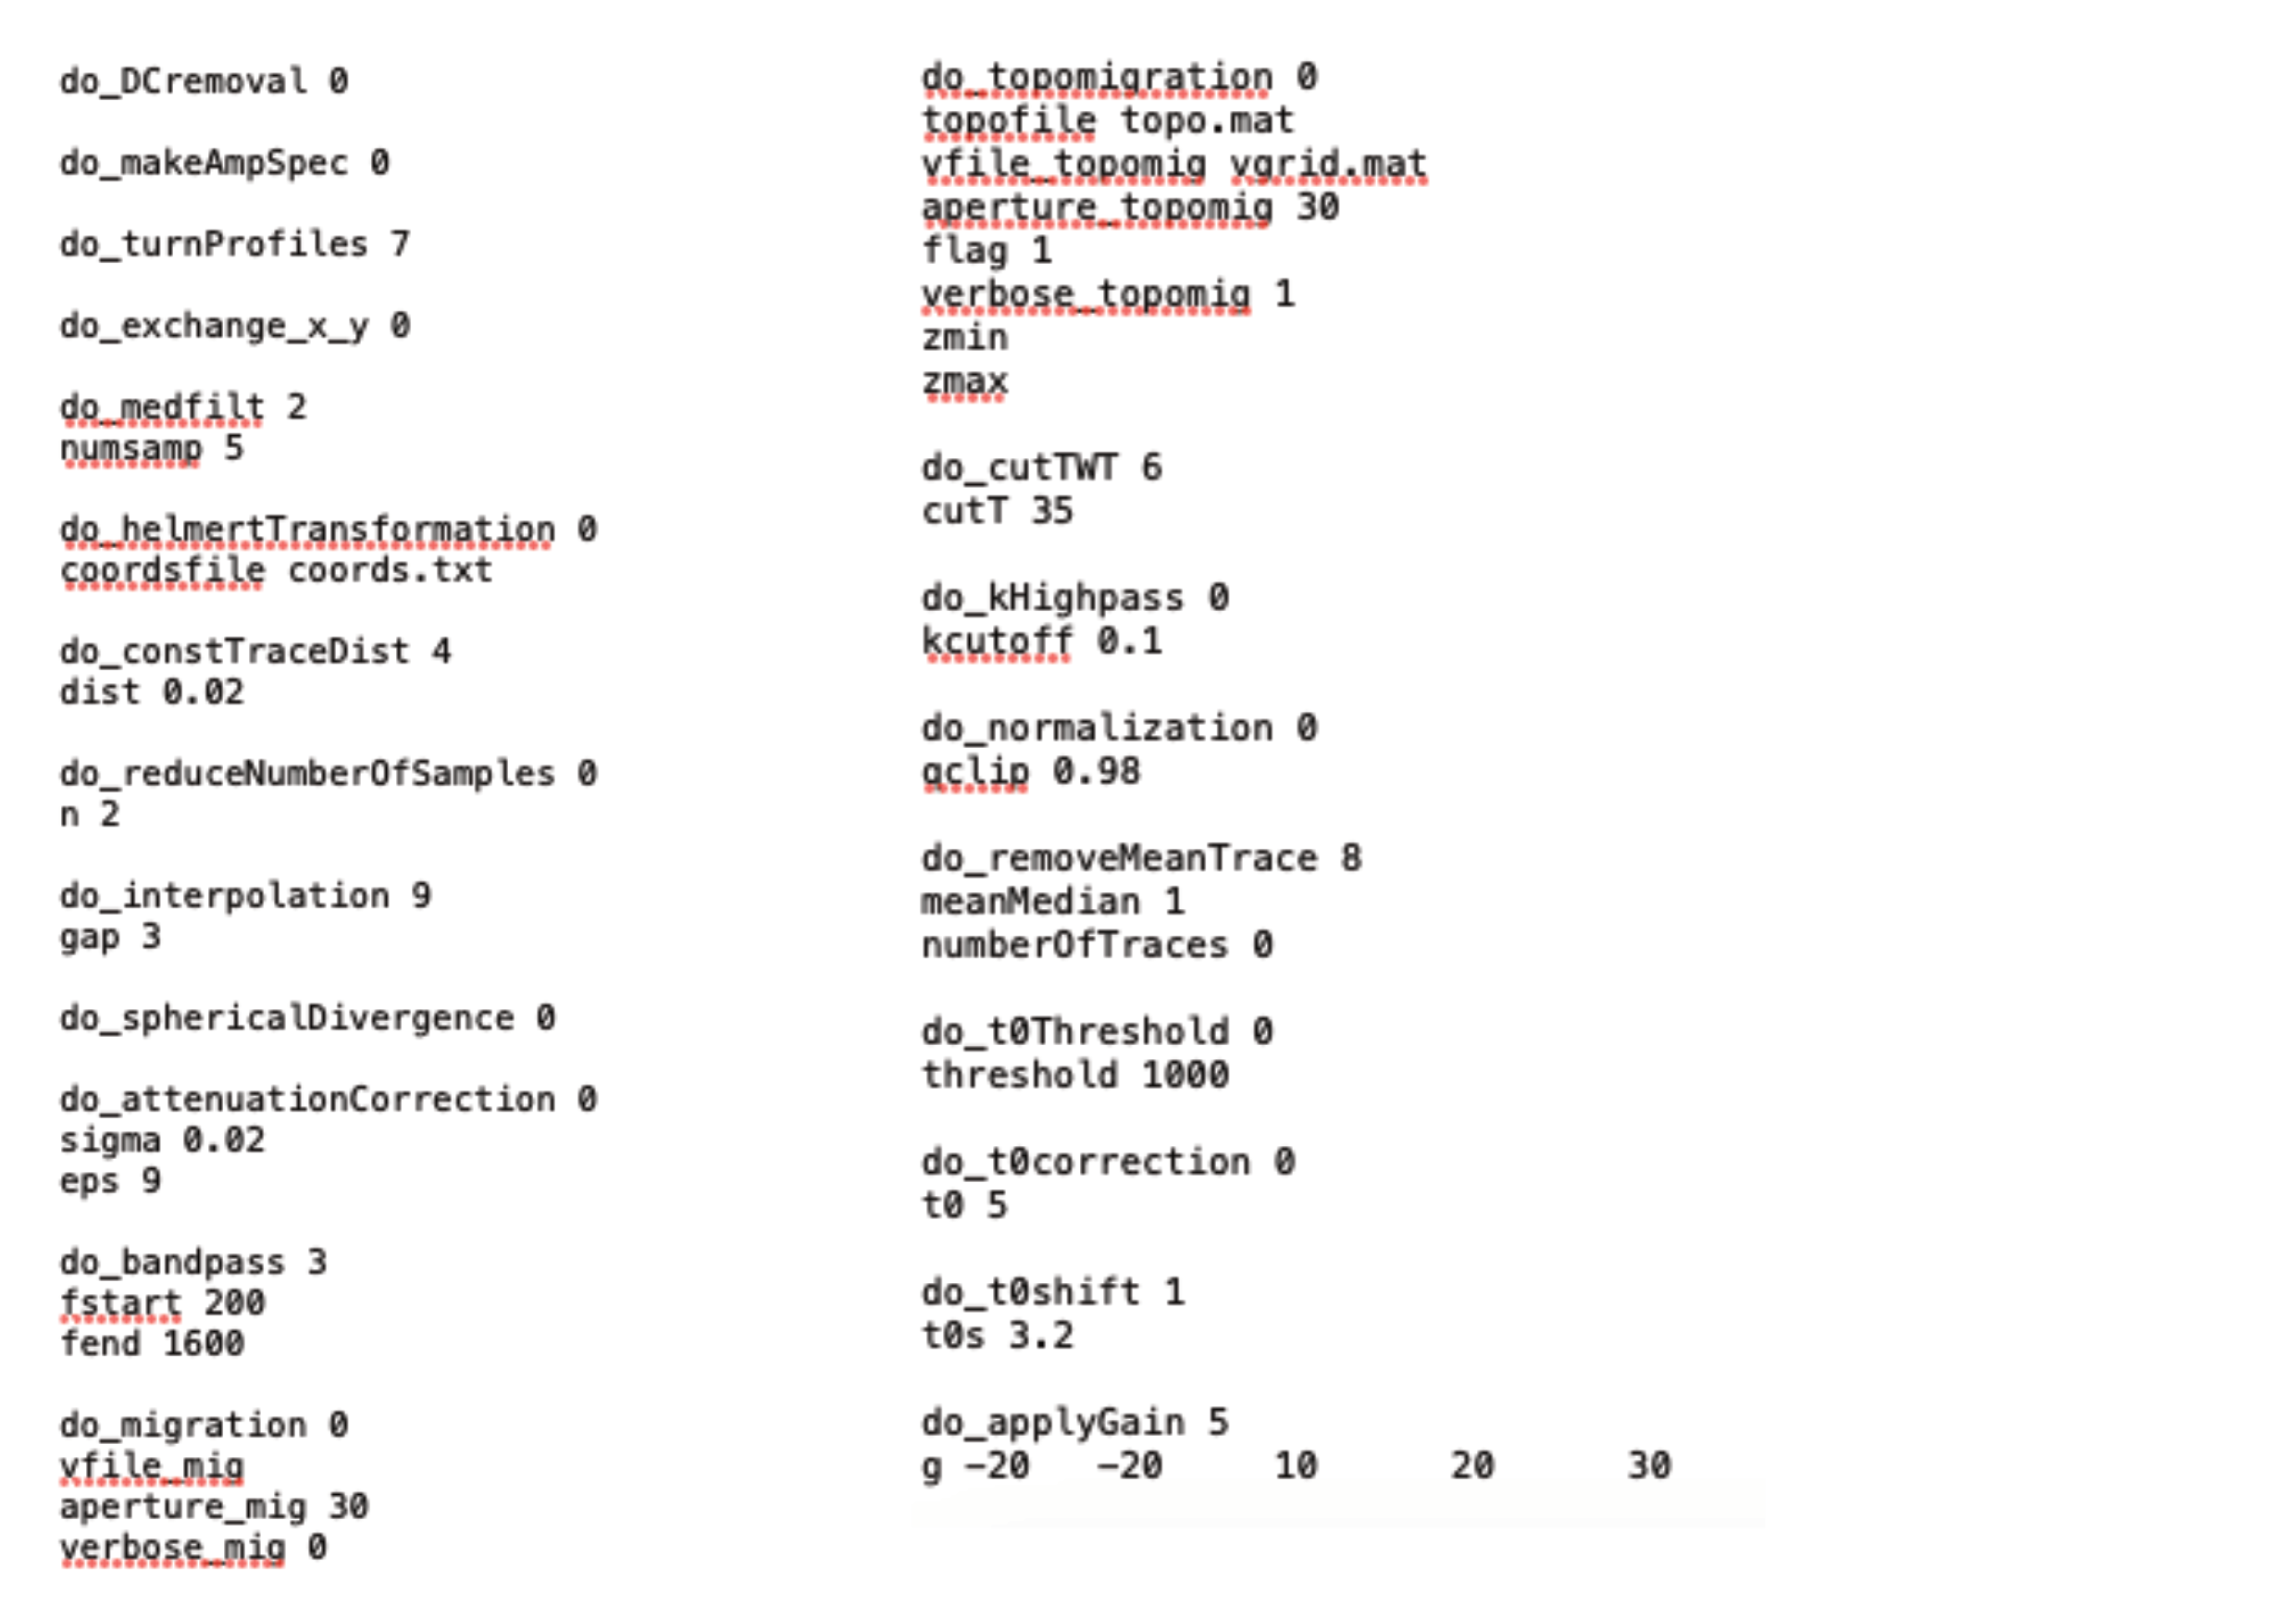 do_DCremoval 0
do_makeAmpSpec 0
do_turnProfiles 7
do_exchange_x_y 0
do_medfilt 2
numsamp 5
do_helmertTransformation 0
coordsfile coords.txt
do_constTraceDist 4
dist 0.02
do_reduceNumberOfSamples 0
n 2
do_interpolation 9
gap 3
do_sphericalDivergence 0
do_attenuationCorrection 0
sigma 0.02
eps 9
do_bandpass 3
fstart 200
fend 1600
do_migration 0
vfile_mig
aperture_mig 30
verbose_mig 0
do_topomigration 0
topofile topo.mat
vfile_topomig vgrid.mat
aperture_topomig 30
flag 1
verbose_topomig 1
zmin
zmax
do_cutTWT 6
cutT 35
do_kHighpass 0
kcutoff 0.1
do_normalization 0
qclip 0.98
do_removeMeanTrace 8
meanMedian 1
numberOfTraces 0
do_t0Threshold 0
threshold 1000
do_t0correction 0
t0 5
do_t0shift 1
t0s 3.2
do_applyGain 5
g -20 -20 10 20 30